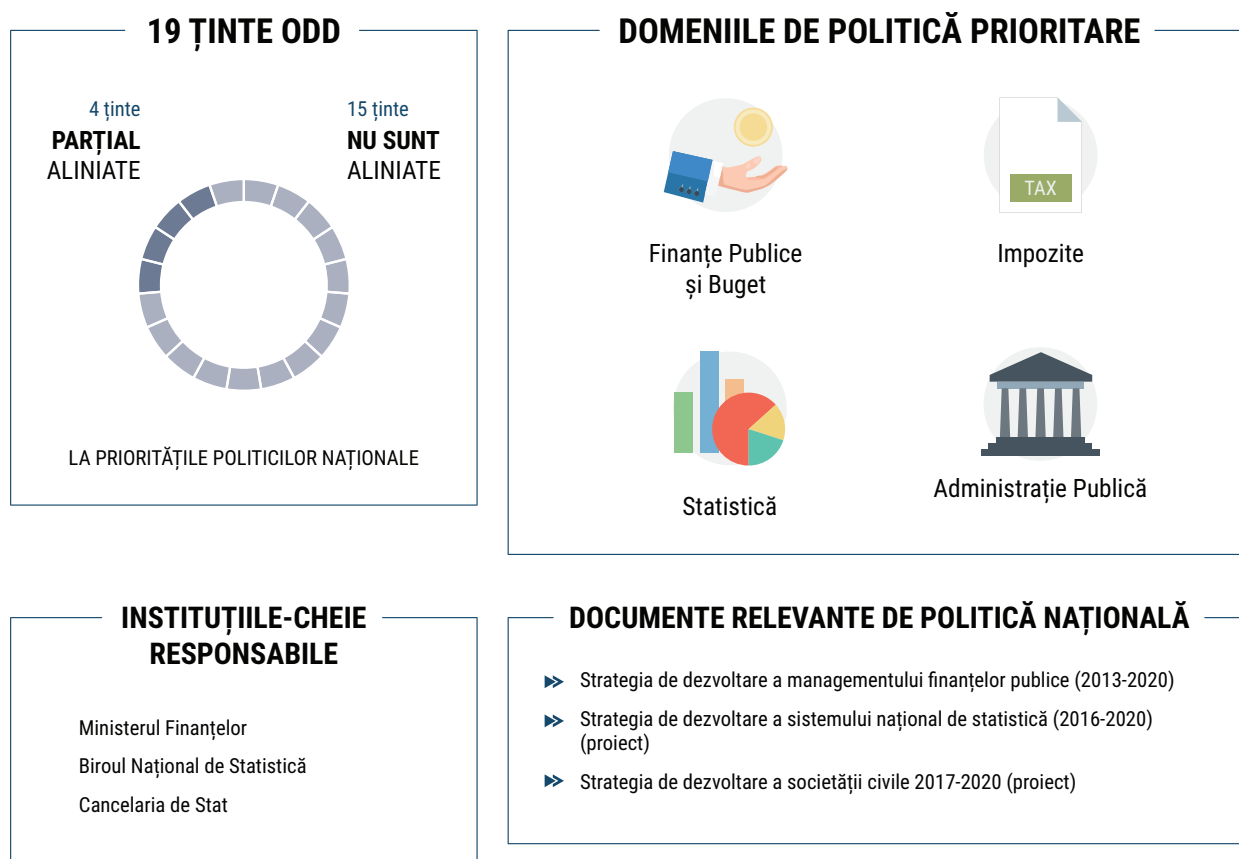 19 ȚINTE ODD
4 ținte
PARȚIAL
ALINIATE
15 ținte
NU SUNT
ALINIATE
LA PRIORITĂȚILE POLITICILOR NAȚIONALE
DOMENIILE DE POLITICĂ PRIORITARE
Finanțe Publice
și Buget
TAX
Impozite
Statistică
Administrație Publică
INSTITUȚIILE-CHEIE
RESPONSABILE
Ministerul Finanțelor
Biroul Național de Statistică
Cancelaria de Stat
DOCUMENTE RELEVANTE DE POLITICĂ NAȚIONALĂ
Strategia de dezvoltare a managementului finanțelor publice (2013-2020)
Strategia de dezvoltare a sistemului național de statistică (2016-2020)
(proiect)
Strategia de dezvoltare a societății civile 2017-2020 (proiect)